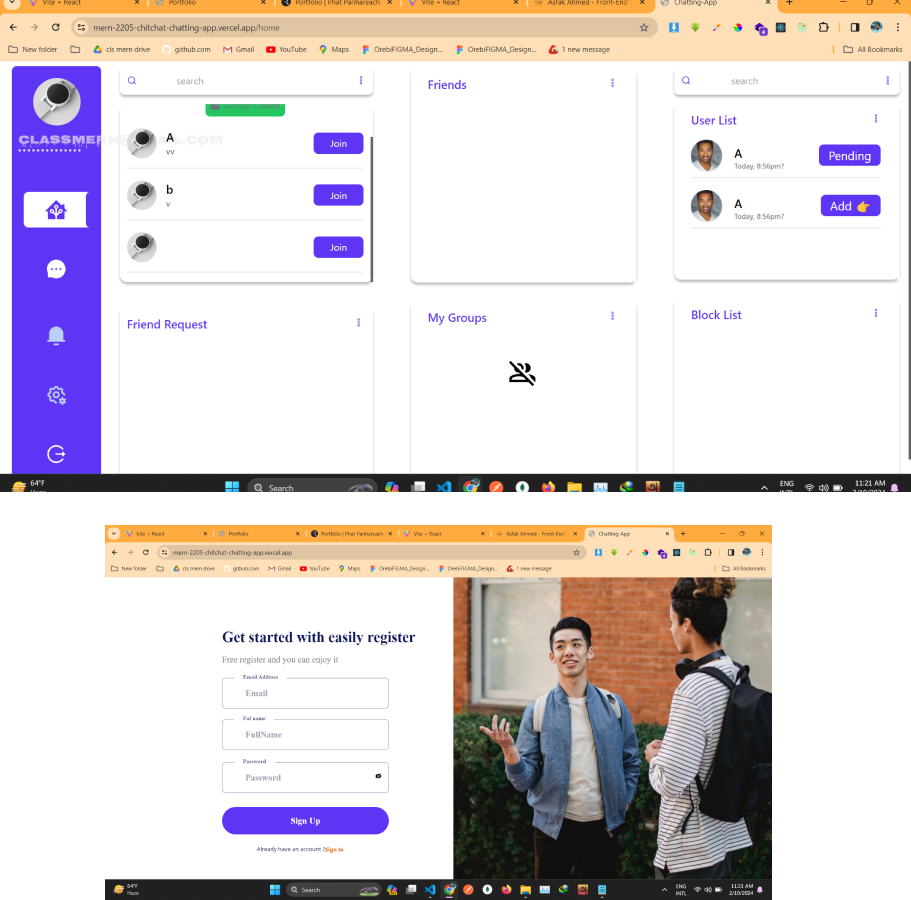 Vite + React
Portfolio
Portfolio | Phat Panhareach
Vite + React
Asfak Ahmed - Front-End
Chatting-App
mern-2205-chitchat-chatting-app.vercel.app/home
New folder
cls mern drive
github.com
Gmail
YouTube
Maps
OrebiFIGMA_Design...
OrebiFIGMA_Design...
1 new message
All Bookmarks
search
Group Create
CLASSMERN@
.COM
A
vv
Join
b
v
Join
Join
Friends
search
User List
A
Today, 8:56pm?
Pending
A
Today, 8:56pm?
Add
Friend Request
My Groups
Block List
64°F
Haze
Search
ENG
INTL
11:21 AM
2/10/2024
Vite + React
Portfolio
Portfolio | Phat Panhareach
Vite + React
Asfak Ahmed - Front-End
Chatting-App
mern-2205-chitchat-chatting-app.vercel.app
New folder
cls mern drive
github.com
Gmail
YouTube
Maps
OrebiFIGMA_Design...
OrebiFIGMA_Design...
1 new message
All Bookmarks
Get started with easily register
Free register and you can enjoy it
Email Address
Email
Ful name
FullName
Password
Password
Sign Up
Already have an account ?Sign In
64°F
Haze
Search
ENG
INTL
11:21 AM
2/10/2024